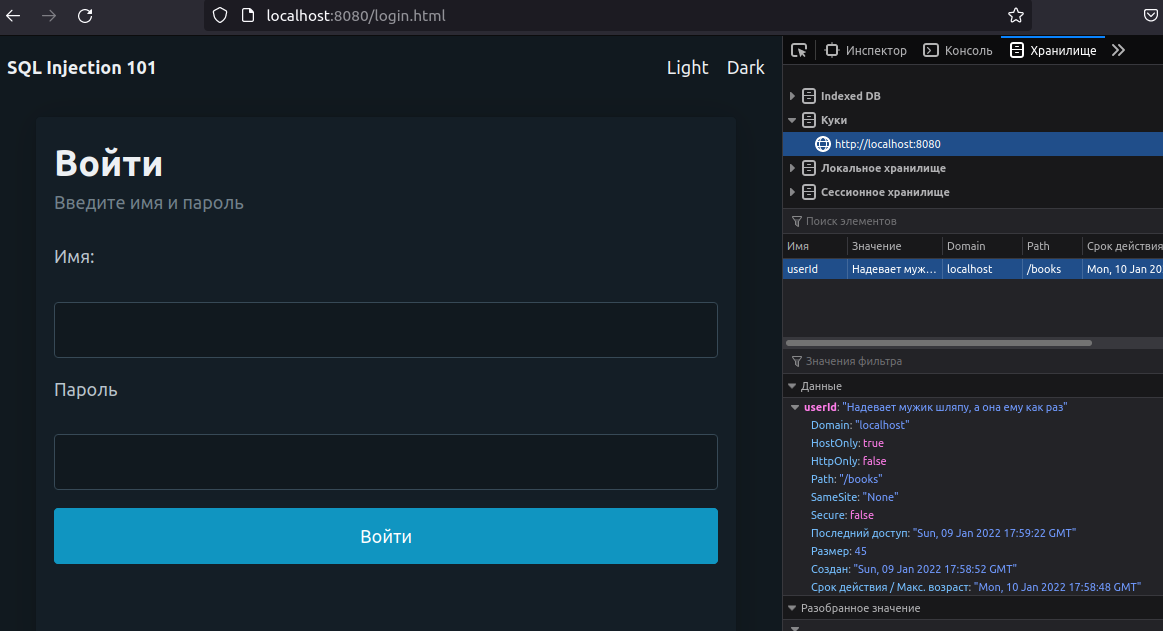 localhost:8080/login.html
SQL Injection 101
Light Dark
Войти
Введите имя и пароль
Имя:
Пароль
Войти
Инспектор Консоль Хранилище
Indexed DB
Куки
http://localhost:8080
Локальное хранилище
Сессионное хранилище
Поиск элементов
Имя Значение Domain Path Срок действия
userId Надевает муж... localhost /books Mon, 10 Jan 20
Значения фильтра
Данные
userId: "Надевает мужик шляпу, а она ему как раз"
Domain: "localhost"
HostOnly: true
HttpOnly: false
Path: "/books"
SameSite: "None"
Secure: false
Последний доступ: "Sun, 09 Jan 2022 17:59:22 GMT"
Размер: 45
Создан: "Sun, 09 Jan 2022 17:58:52 GMT"
Срок действия / Макс. возраст: "Mon, 10 Jan 2022 17:58:48 GMT"
Разобранное значение